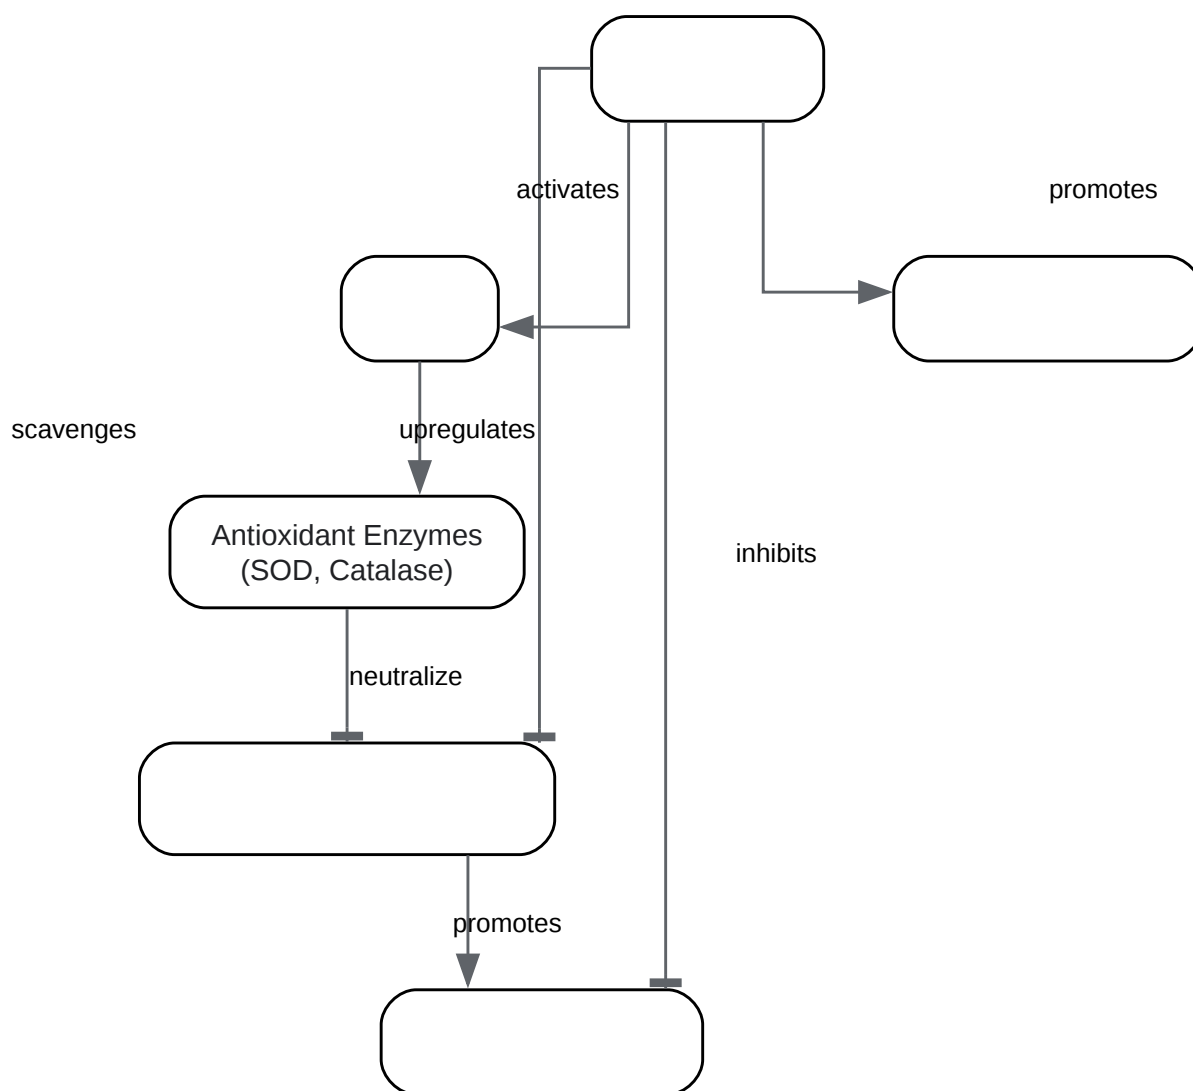 activates
promotes
scavenges
upregulates
Antioxidant Enzymes
(SOD, Catalase)
inhibits
neutralize
promotes